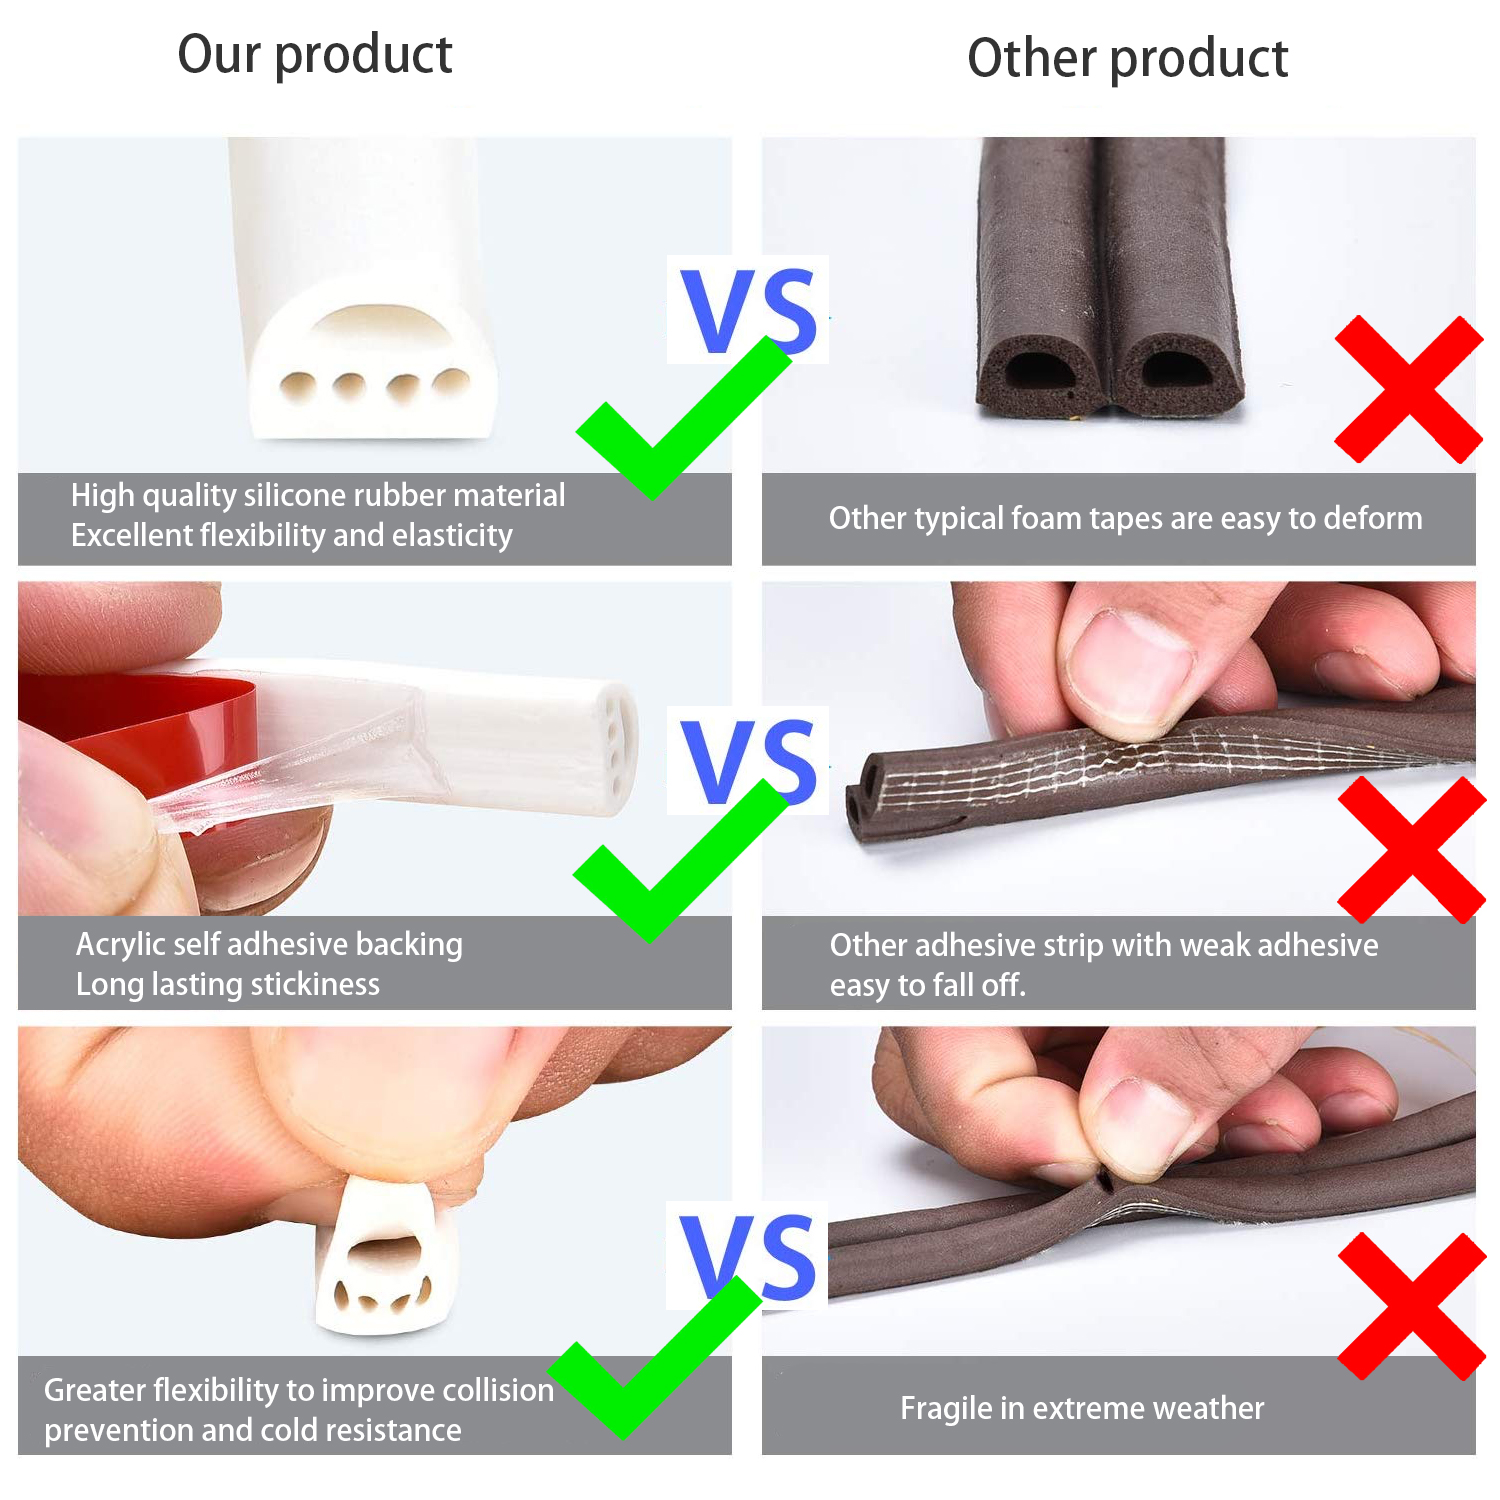 Our product
Other product
VS
High quality silicone rubber material
Excellent flexibility and elasticity
Other typical foam tapes are easy to deform
VS
Acrylic self adhesive backing
Long lasting stickiness
Other adhesive strip with weak adhesive
easy to fall off.
VS
Greater flexibility to improve collision
prevention and cold resistance
Fragile in extreme weather